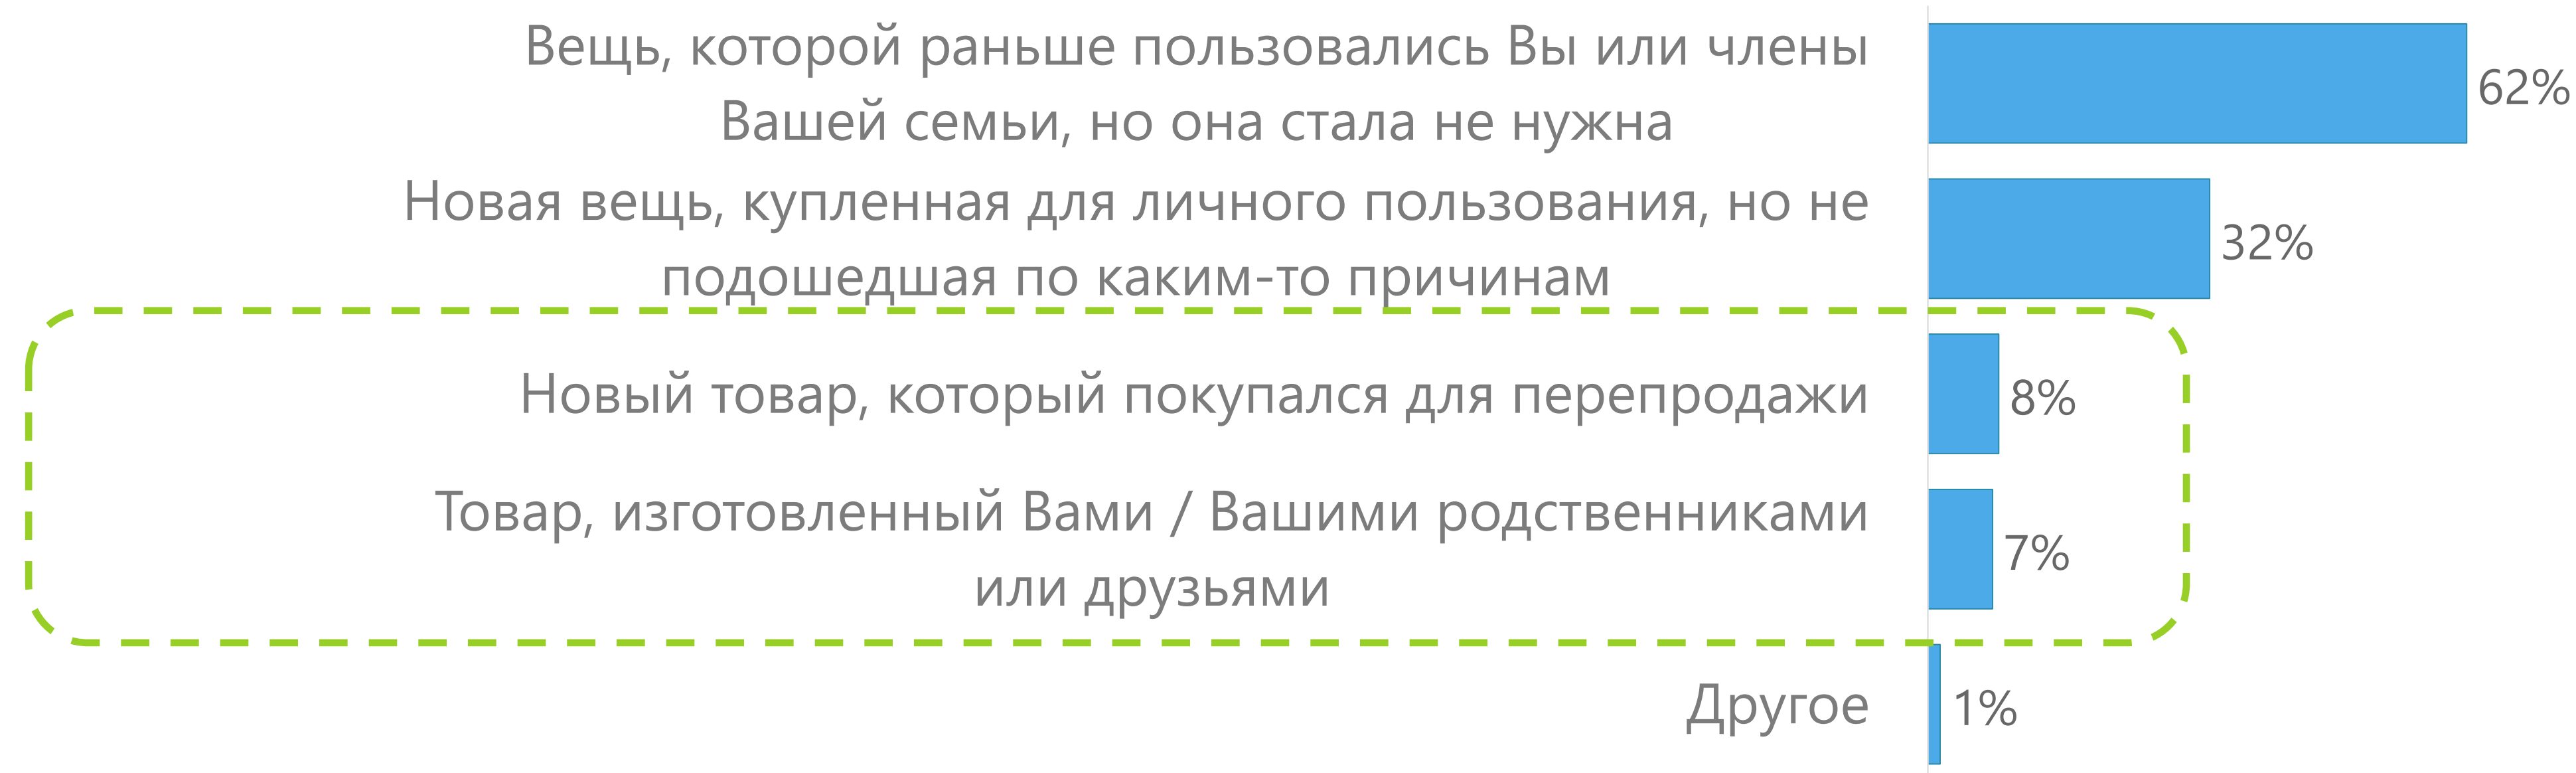 Вещь, которой раньше пользовались Вы или члены
Вашей семьи, но она стала не нужна
62%
Новая вещь, купленная для личного пользования, но не
подошедшая по каким-то причинам
32%
Новый товар, который покупался для перепродажи
8%
Товар, изготовленный Вами / Вашими родственниками
или друзьями
7%
Другое
1%